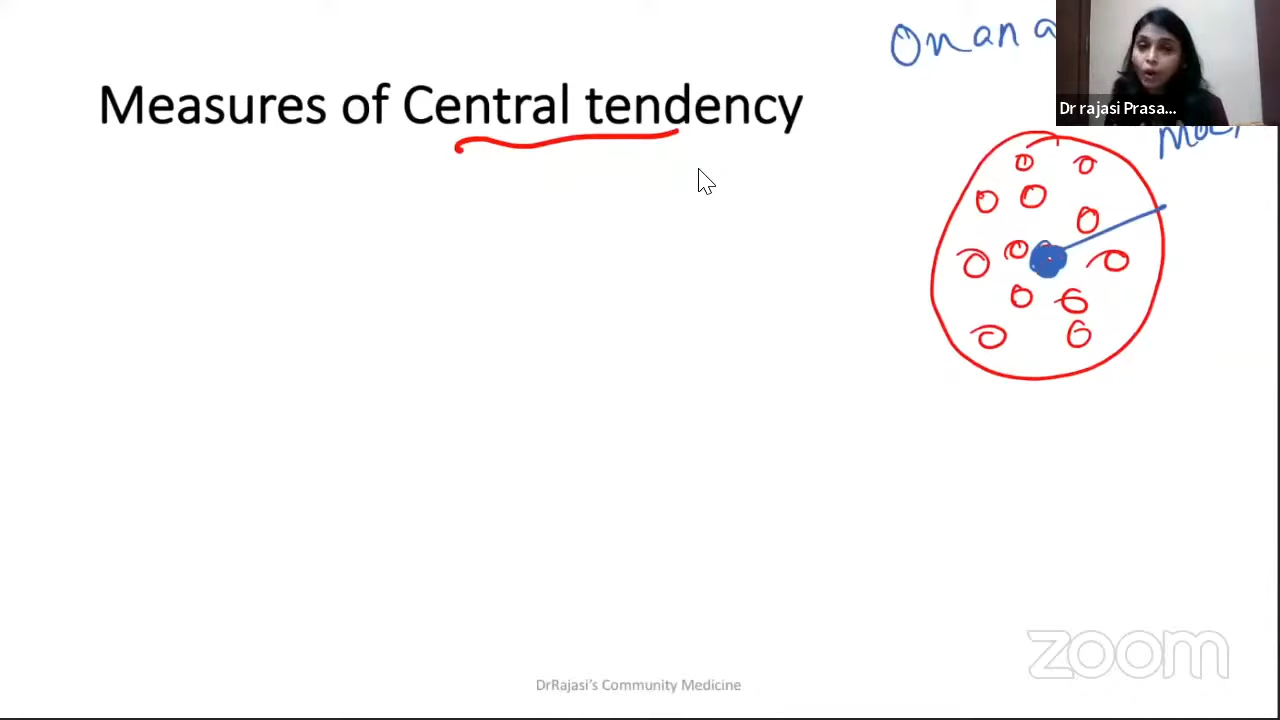 On an a
Measures of Central tendency
Dr rajasi Prasa...
DrRajasi's Community Medicine
zoom